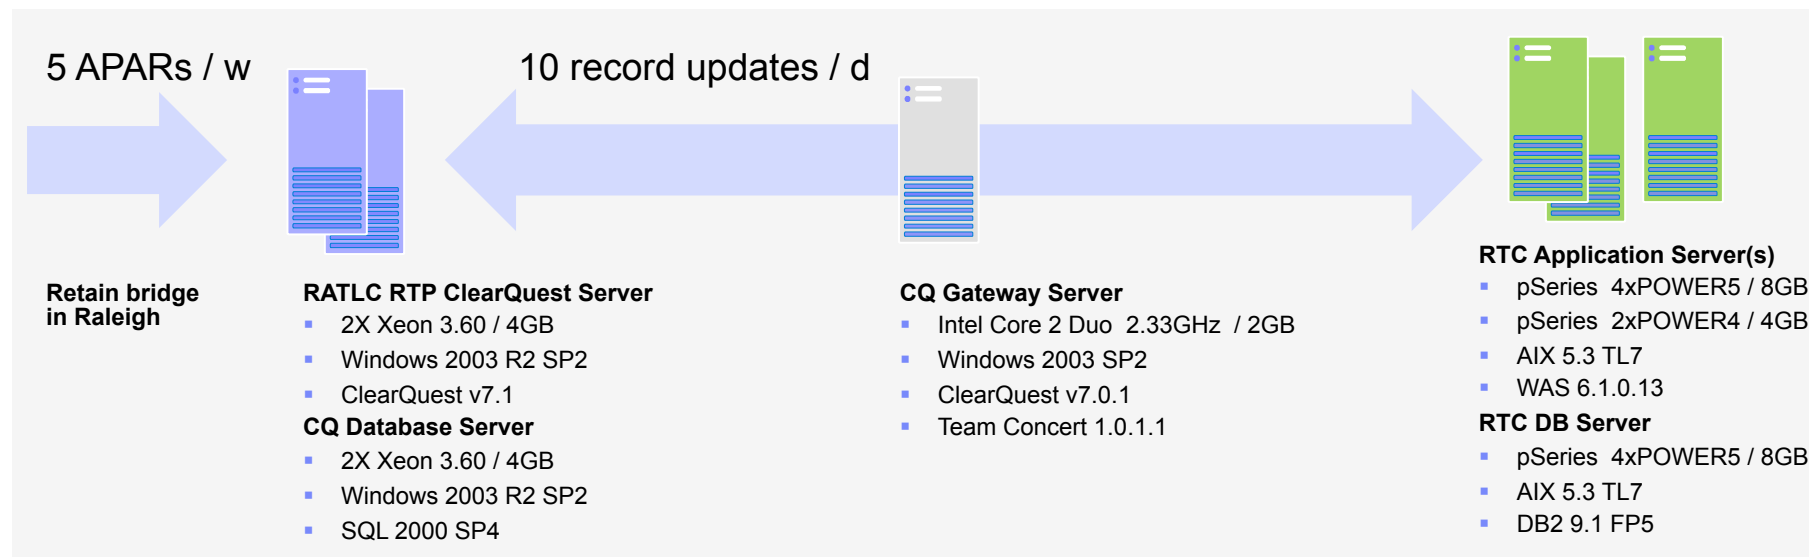 5 APARs / w
10 record updates / d
Retain bridge
in Raleigh
RATLC RTP ClearQuest Server
▪ 2X Xeon 3.60 / 4GB
▪ Windows 2003 R2 SP2
▪ ClearQuest v7.1
CQ Database Server
▪ 2X Xeon 3.60 / 4GB
▪ Windows 2003 R2 SP2
▪ SQL 2000 SP4
CQ Gateway Server
▪ Intel Core 2 Duo 2.33GHz / 2GB
▪ Windows 2003 SP2
▪ ClearQuest v7.0.1
▪ Team Concert 1.0.1.1
RTC Application Server(s)
▪ pSeries 4xPOWER5 / 8GB
▪ pSeries 2xPOWER4 / 4GB
▪ AIX 5.3 TL7
▪ WAS 6.1.0.13
RTC DB Server
▪ pSeries 4xPOWER5 / 8GB
▪ AIX 5.3 TL7
▪ DB2 9.1 FP5